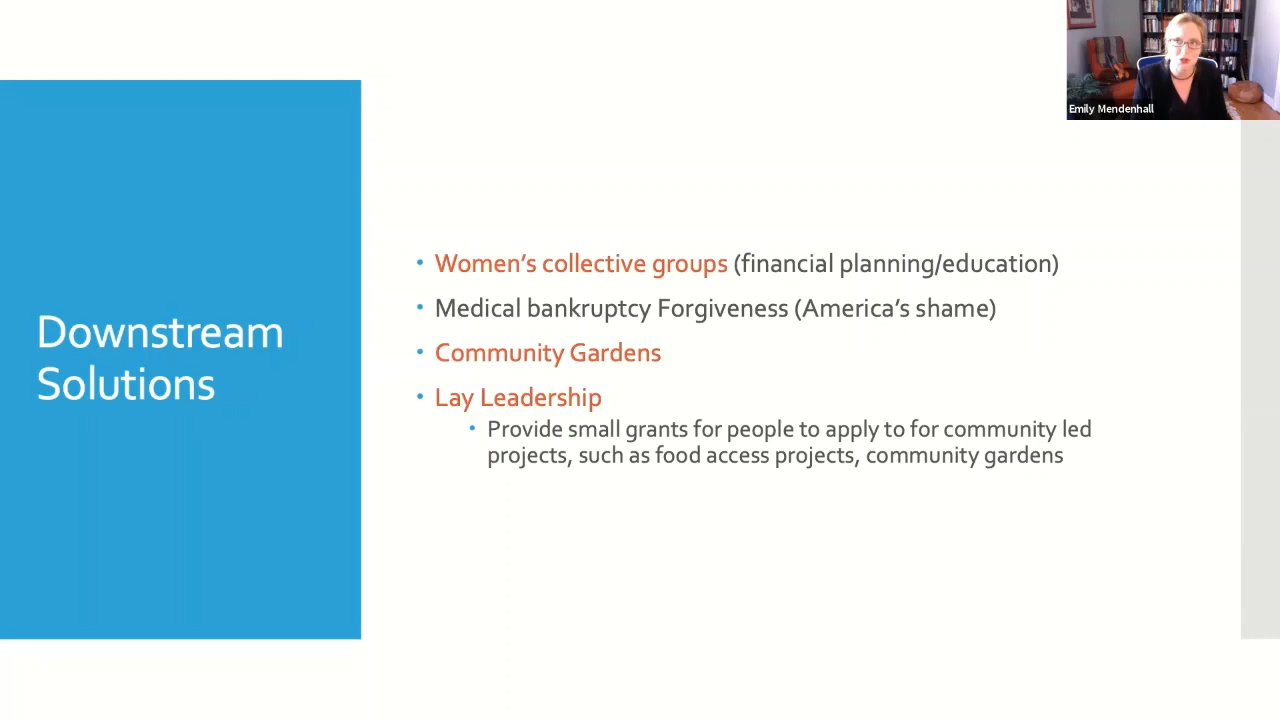 Emily Mendenhall
Downstream
Solutions
• Women’s collective groups (financial planning/education)
• Medical bankruptcy Forgiveness (America’s shame)
• Community Gardens
• Lay Leadership
• Provide small grants for people to apply to for community led
projects, such as food access projects, community gardens